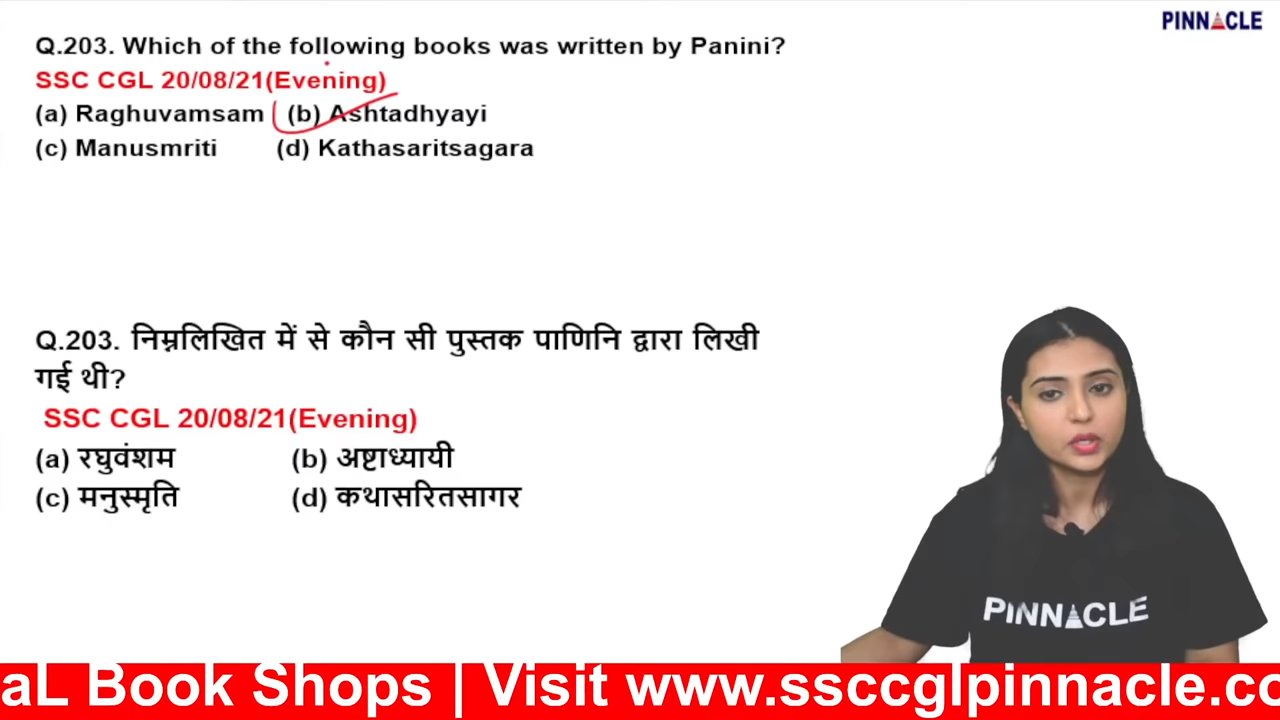 PINNACLE
Q.203. Which of the following books was written by Panini?
SSC CGL 20/08/21(Evening)
(a) Raghuvamsam (b) Ashtadhyayi
(c) Manusmriti (d) Kathasaritsagara
Q.203. निम्नलिखित में से कौन सी पुस्तक पाणिनि द्वारा लिखी
गई थी?
SSC CGL 20/08/21(Evening)
(a) रघुवंशम (b) अष्टाध्यायी
(c) मनुस्मृति (d) कथासरितसागर
PINNACLE
aL Book Shops | Visit www.ssccglpinnacle.co